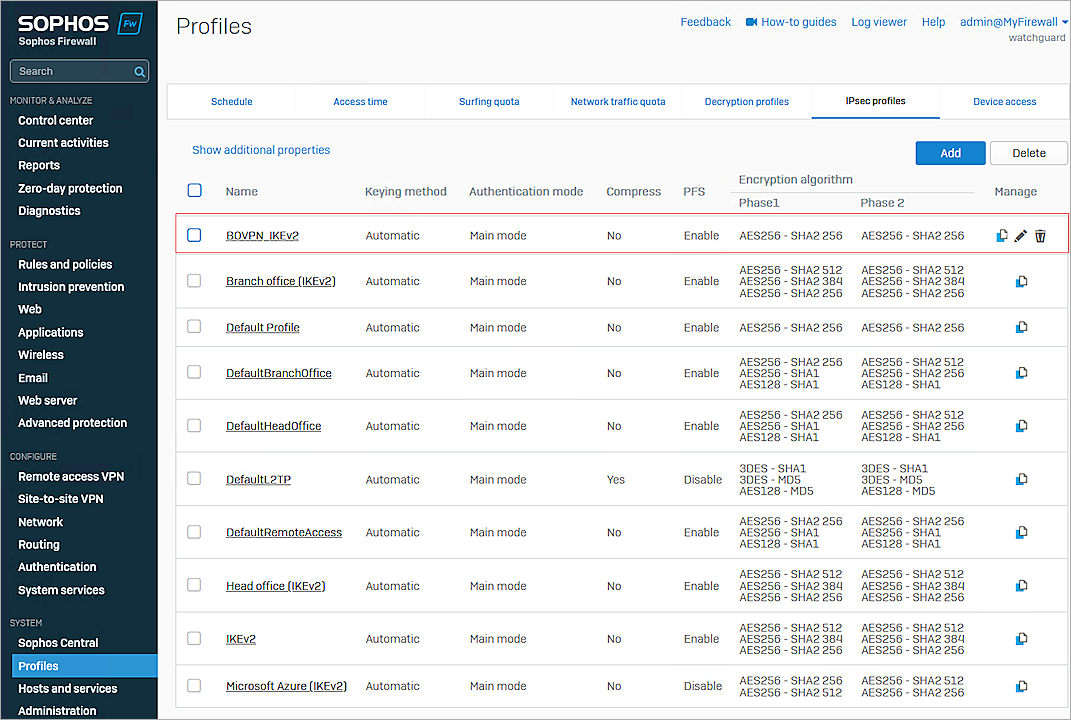 SOPHOS Fw
Sophos Firewall
Search
MONITOR & ANALYZE
Control center
Current activities
Reports
Zero-day protection
Diagnostics
PROTECT
Rules and policies
Intrusion prevention
Web
Applications
Wireless
Email
Web server
Advanced protection
CONFIGURE
Remote access VPN
Site-to-site VPN
Network
Routing
Authentication
System services
SYSTEM
Sophos Central
Profiles
Hosts and services
Administration
Profiles
Feedback How-to guides Log viewer Help admin@MyFirewall
watchguard
Schedule Access time Surfing quota Network traffic quota Decryption profiles IPsec profiles Device access
Show additional properties
Add Delete
Name Keying method Authentication mode Compress PFS Encryption algorithm Manage
Phase1 Phase 2
BOVPN_IKEv2 Automatic Main mode No Enable AES256 - SHA2 256 AES256 - SHA2 256
Branch office (IKEv2) Automatic Main mode No Enable
AES256 - SHA2 512 AES256 - SHA2 512
AES256 - SHA2 384 AES256 - SHA2 384
AES256 - SHA2 256 AES256 - SHA2 256
Default Profile Automatic Main mode No Enable AES256 - SHA2 256 AES256 - SHA2 256
DefaultBranchOffice Automatic Main mode No Enable
AES256 - SHA2 256 AES256 - SHA2 512
AES256 - SHA1 AES256 - SHA2 256
AES128 - SHA1 AES128 - SHA1
DefaultHeadOffice Automatic Main mode No Enable
AES256 - SHA2 256 AES256 - SHA2 512
AES256 - SHA1 AES256 - SHA2 256
AES128 - SHA1 AES128 - SHA1
DefaultL2TP Automatic Main mode Yes Disable
3DES - SHA1 3DES - SHA1
3DES - MD5 3DES - MD5
AES128 - MD5 AES128 - MD5
DefaultRemoteAccess Automatic Main mode No Enable
AES256 - SHA2 256 AES256 - SHA2 256
AES256 - SHA1 AES256 - SHA1
AES128 - SHA1 AES128 - SHA1
Head office (IKEv2) Automatic Main mode No Enable
AES256 - SHA2 512 AES256 - SHA2 512
AES256 - SHA2 384 AES256 - SHA2 384
AES256 - SHA2 256 AES256 - SHA2 256
IKEv2 Automatic Main mode No Enable
AES256 - SHA2 512 AES256 - SHA2 512
AES256 - SHA2 384 AES256 - SHA2 384
AES256 - SHA2 256 AES256 - SHA2 256
Microsoft Azure (IKEv2) Automatic Main mode No Disable
AES256 - SHA2 256 AES256 - SHA2 512
AES256 - SHA2 512 AES256 - SHA2 256